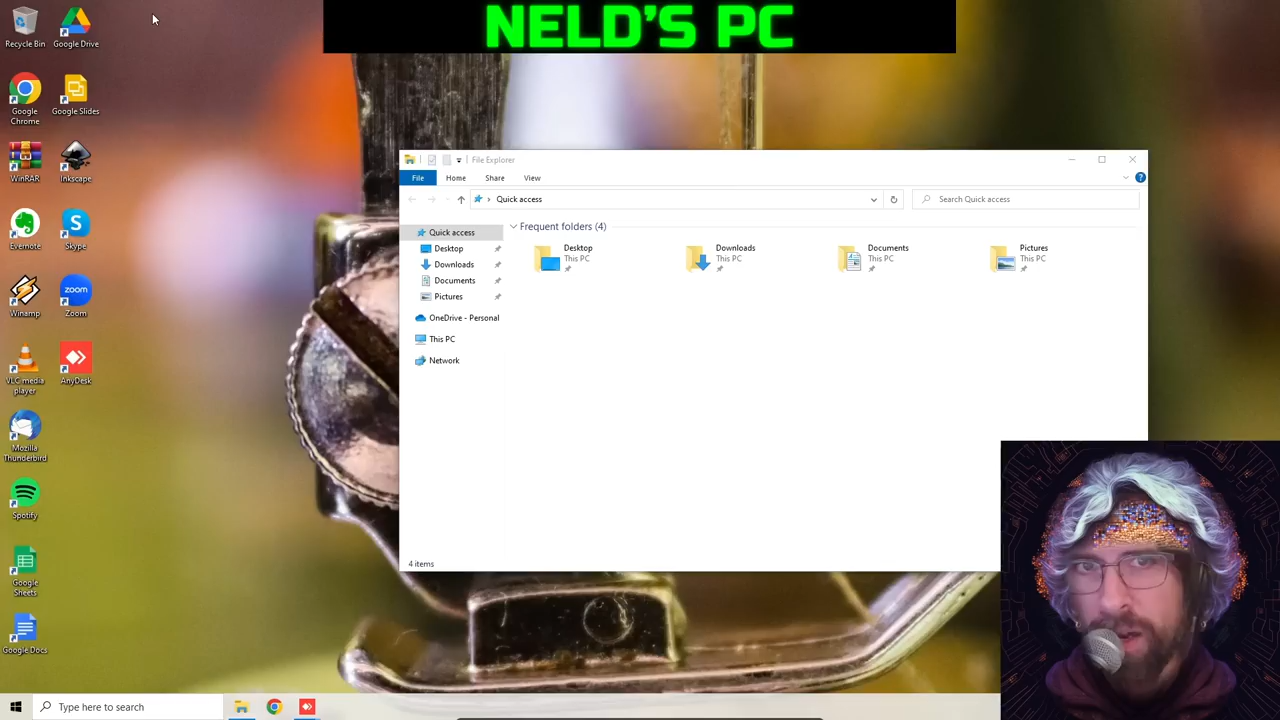 NELD'S PC
Recycle Bin
Google Drive
Google
Chrome
Google Slides
WinRAR
Inkscape
Evernote
Skype
Winamp
zoom
Zoom
VLC media
player
AnyDesk
Mozilla
Thunderbird
Spotify
Google
Sheets
Google Docs
File Explorer
File
Home
Share
View
Quick access
Search Quick access
Quick access
Desktop
Downloads
Documents
Pictures
OneDrive - Personal
This PC
Network
Frequent folders (4)
Desktop
This PC
Downloads
This PC
Documents
This PC
Pictures
This PC
4 items
Type here to search